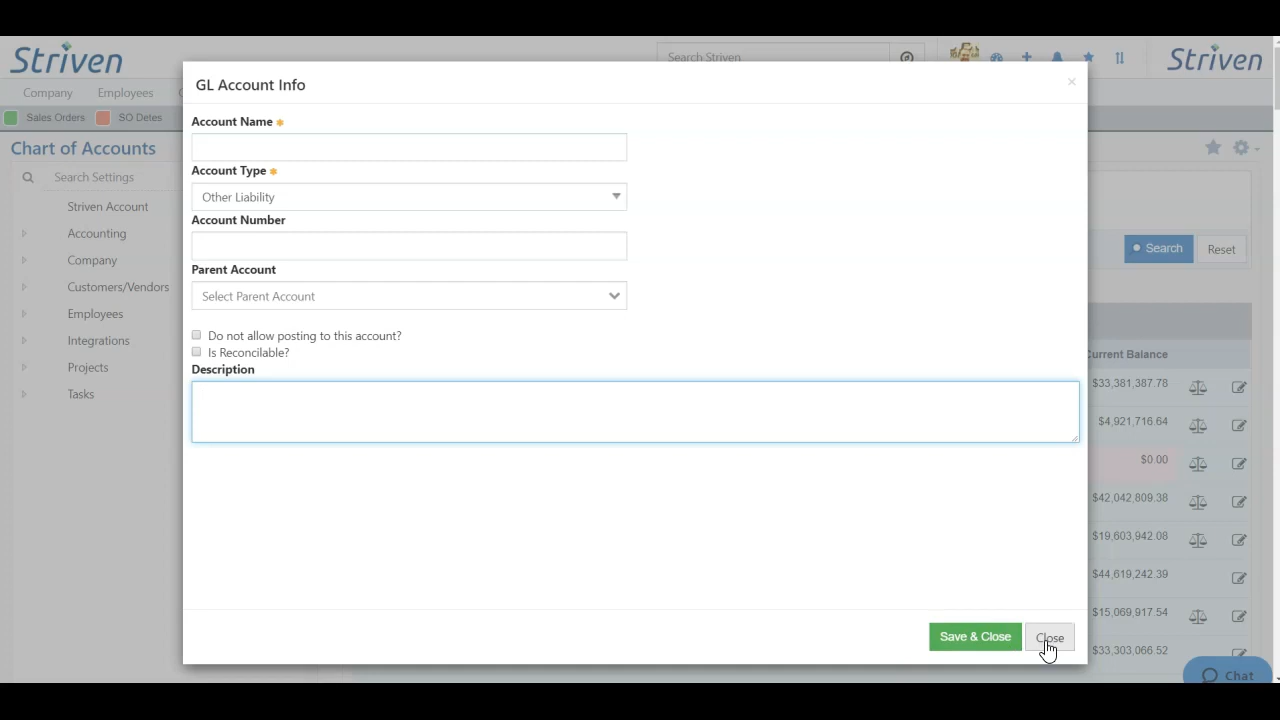 Striven
Search Striven
Striven
Company
Employees
Sales Orders
SO Detes
Chart of Accounts
Search Settings
Striven Account
Accounting
Company
Customers/Vendors
Employees
Integrations
Projects
Tasks
GL Account Info
×
Account Name *
Account Type *
Other Liability
Account Number
Parent Account
Select Parent Account
Do not allow posting to this account?
Is Reconcilable?
Description
Save & Close
Close
Search
Reset
Current Balance
$33,381,387.78
$4,921,716.64
$0.00
$42,042,809.38
$19,603,942.08
$44,619,242.39
$15,069,917.54
$33,303,066.52
Chat